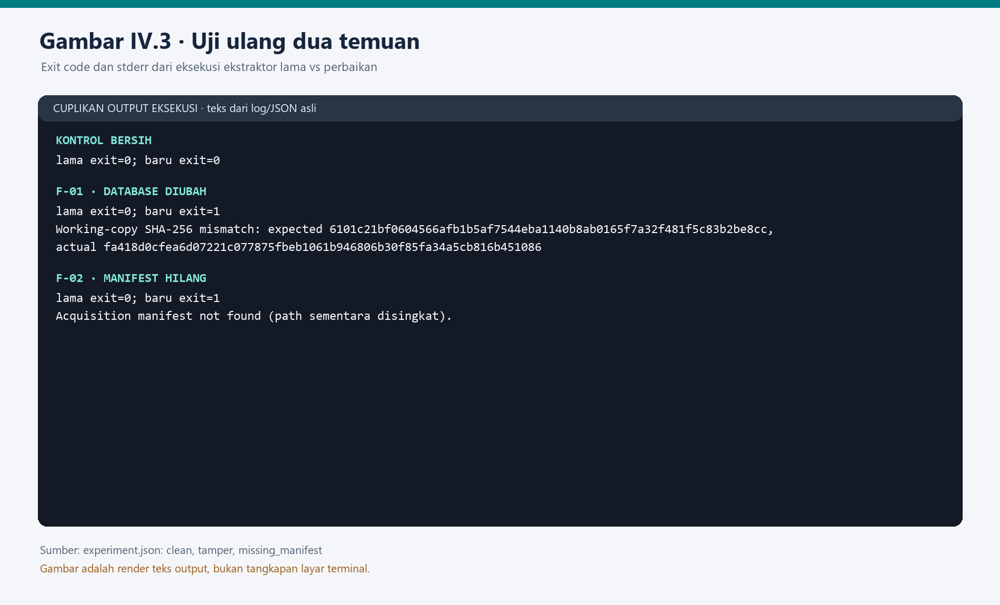 Gambar IV.3 · Uji ulang dua temuan
Exit code dan stderr dari eksekusi ekstraktor lama vs perbaikan
CUPLIKAN OUTPUT EKSEKUSI · teks dari log/JSON asli
KONTROL BERSIH
lama exit=0; baru exit=0
F-01 · DATABASE DIUBAH
lama exit=0; baru exit=1
Working-copy SHA-256 mismatch: expected 6101c21bf0604566afb1b5af7544eba1140b8ab0165f7a32f481f5c83b2be8cc,
actual fa418d0cfea6d07221c077875fbeb1061b946806b30f85fa34a5cb816b451086
F-02 · MANIFEST HILANG
lama exit=0; baru exit=1
Acquisition manifest not found (path sementara disingkat).
Sumber: experiment.json: clean, tamper, missing_manifest
Gambar adalah render teks output, bukan tangkapan layar terminal.